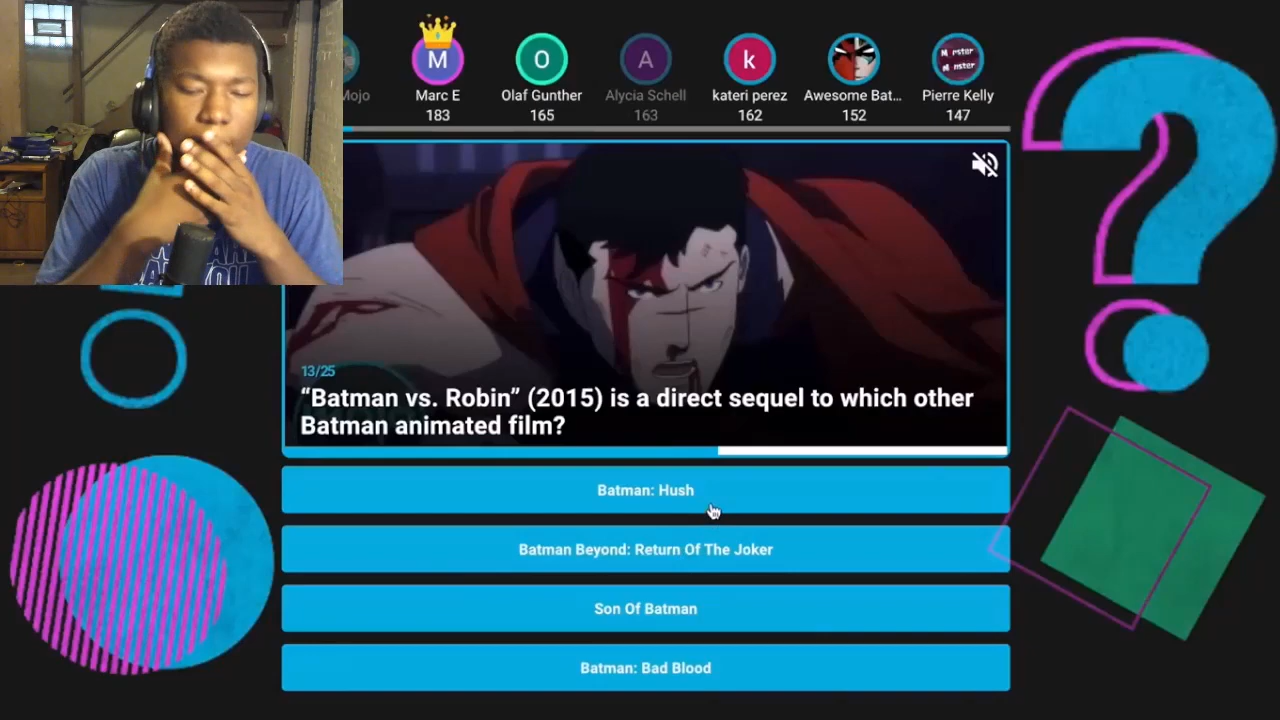 Mojo
M
Marc E
183
O
Olaf Gunther
165
A
Alycia Schell
163
k
kateri perez
162
Awesome Bat...
152
Pierre Kelly
147
13/25
“Batman vs. Robin” (2015) is a direct sequel to which other
Batman animated film?
Batman: Hush
Batman Beyond: Return Of The Joker
Son Of Batman
Batman: Bad Blood